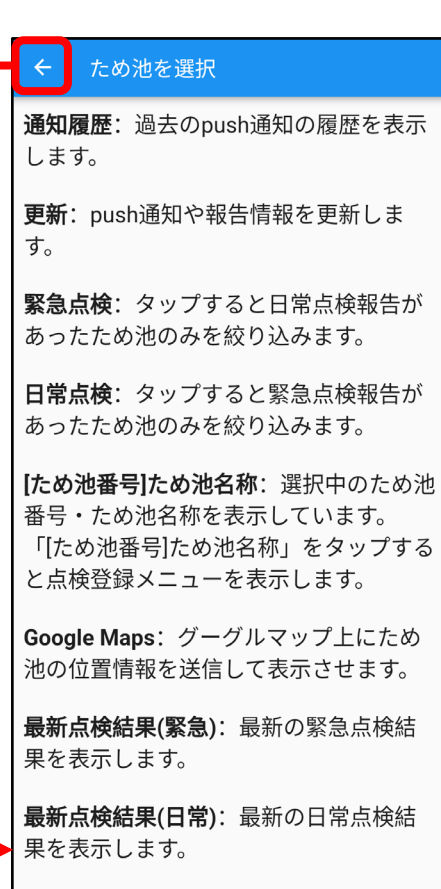 ため池を選択
通知履歴：過去のpush通知の履歴を表示
します。
更新：push通知や報告情報を更新しま
す。
緊急点検：タップすると日常点検報告が
あったため池のみを絞り込みます。
日常点検：タップすると緊急点検報告が
あったため池のみを絞り込みます。
[ため池番号]ため池名称：選択中のため池
番号・ため池名称を表示しています。
「[ため池番号]ため池名称」をタップする
と点検登録メニューを表示します。
Google Maps：グーグルマップ上にため
池の位置情報を送信して表示させます。
最新点検結果(緊急)：最新の緊急点検結
果を表示します。
最新点検結果(日常)：最新の日常点検結
果を表示します。